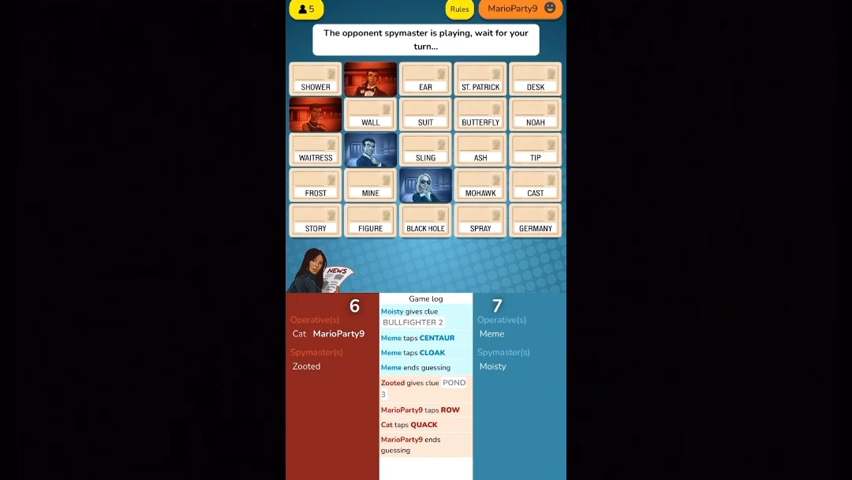 5
Rules
MarioParty9
The opponent spymaster is playing, wait for your
turn...
SHOWER
EAR
ST. PATRICK
DESK
WALL
SUIT
BUTTERFLY
NOAH
WAITRESS
SLING
ASH
TIP
FROST
MINE
MOHAWK
CAST
STORY
FIGURE
BLACK HOLE
SPRAY
GERMANY
NEWS
6
Operative(s)
Cat MarioParty9
Spymaster(s)
Zooted
Game log
Moisty gives clue
BULLFIGHTER 2
Meme taps CENTAUR
Meme taps CLOAK
Meme ends guessing
Zooted gives clue POND
3
MarioParty9 taps ROW
Cat taps QUACK
MarioParty9 ends
guessing
7
Operative(s)
Meme
Spymaster(s)
Moisty